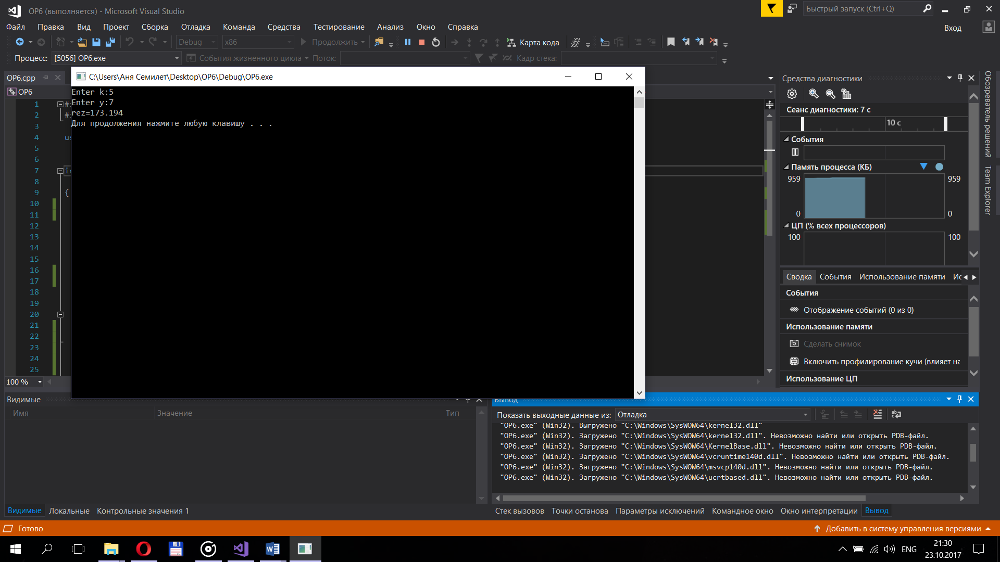 OP6 (выполняется) - Microsoft Visual Studio
Быстрый запуск (Ctrl+Q)
Файл Правка Вид Проект Сборка Отладка Команда Средства Тестирование Анализ Окно Справка
Вход
Debug x86 Продолжить Карта кода
Процесс: [5056] OP6.exe События жизненного цикла Поток: Кадр стека:
OP6.cpp
OP6
C:\Users\Аня Семилет\Desktop\OP6\Debug\OP6.exe
Enter k:5
Enter y:7
rez=173.194
Для продолжения нажмите любую клавишу . . .
1 #
2 #
3
4 us
5
6
7 in
8
9 {
10
11
12
13
14
15
16
17
18
19
20
21
22
23
24
25
100 %
Средства диагностики
Сеанс диагностики: 7 с
10 с
События
Память процесса (КБ)
959 959
0 0
ЦП (% всех процессоров)
100 100
Сводка События Использование памяти Ис
События
Отображение событий (0 из 0)
Использование памяти
Сделать снимок
Включить профилирование кучи (влияет на
Использование ЦП
Обозреватель решений
Team Explorer
Видимые
Имя Значение Тип
Видимые Локальные Контрольные значения 1
Вывод
Показать выходные данные из: Отладка
"OP6.exe" (Win32). Выгружено "C:\Windows\SysWOW64\kernel32.dll"
"OP6.exe" (Win32). Загружено "C:\Windows\SysWOW64\kernel32.dll". Невозможно найти или открыть PDB-файл.
"OP6.exe" (Win32). Загружено "C:\Windows\SysWOW64\KernelBase.dll". Невозможно найти или открыть PDB-файл.
"OP6.exe" (Win32). Загружено "C:\Windows\SysWOW64\vcruntime140d.dll". Невозможно найти или открыть PDB-файл.
"OP6.exe" (Win32). Загружено "C:\Windows\SysWOW64\msvcp140d.dll". Невозможно найти или открыть PDB-файл.
"OP6.exe" (Win32). Загружено "C:\Windows\SysWOW64\ucrtbased.dll". Невозможно найти или открыть PDB-файл.
Стек вызовов Точки останова Параметры исключений Командное окно Окно интерпретации Вывод
Готово
Добавить в систему управления версиями
ENG
21:30
23.10.2017